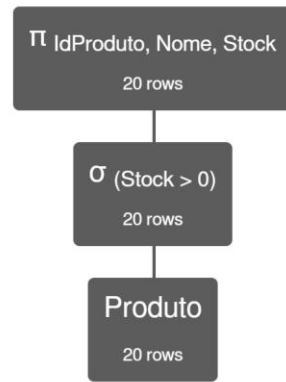 π IdProduto, Nome, Stock
20 rows
σ (Stock > 0)
20 rows
Produto
20 rows